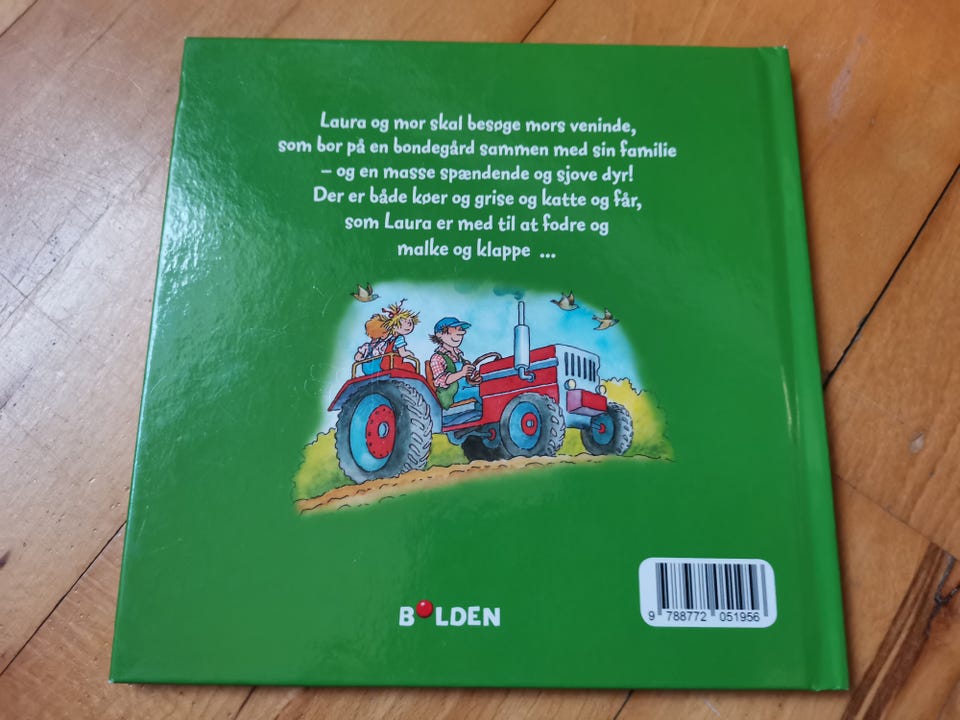 Laura og mor skal besøge mors veninde,
som bor på en bondegård sammen med sin familie
– og en masse spændende og sjove dyr!
Der er både køer og grise og katte og får,
som Laura er med til at fodre og
malke og klappe ...
BOLDEN
9 788772 051956